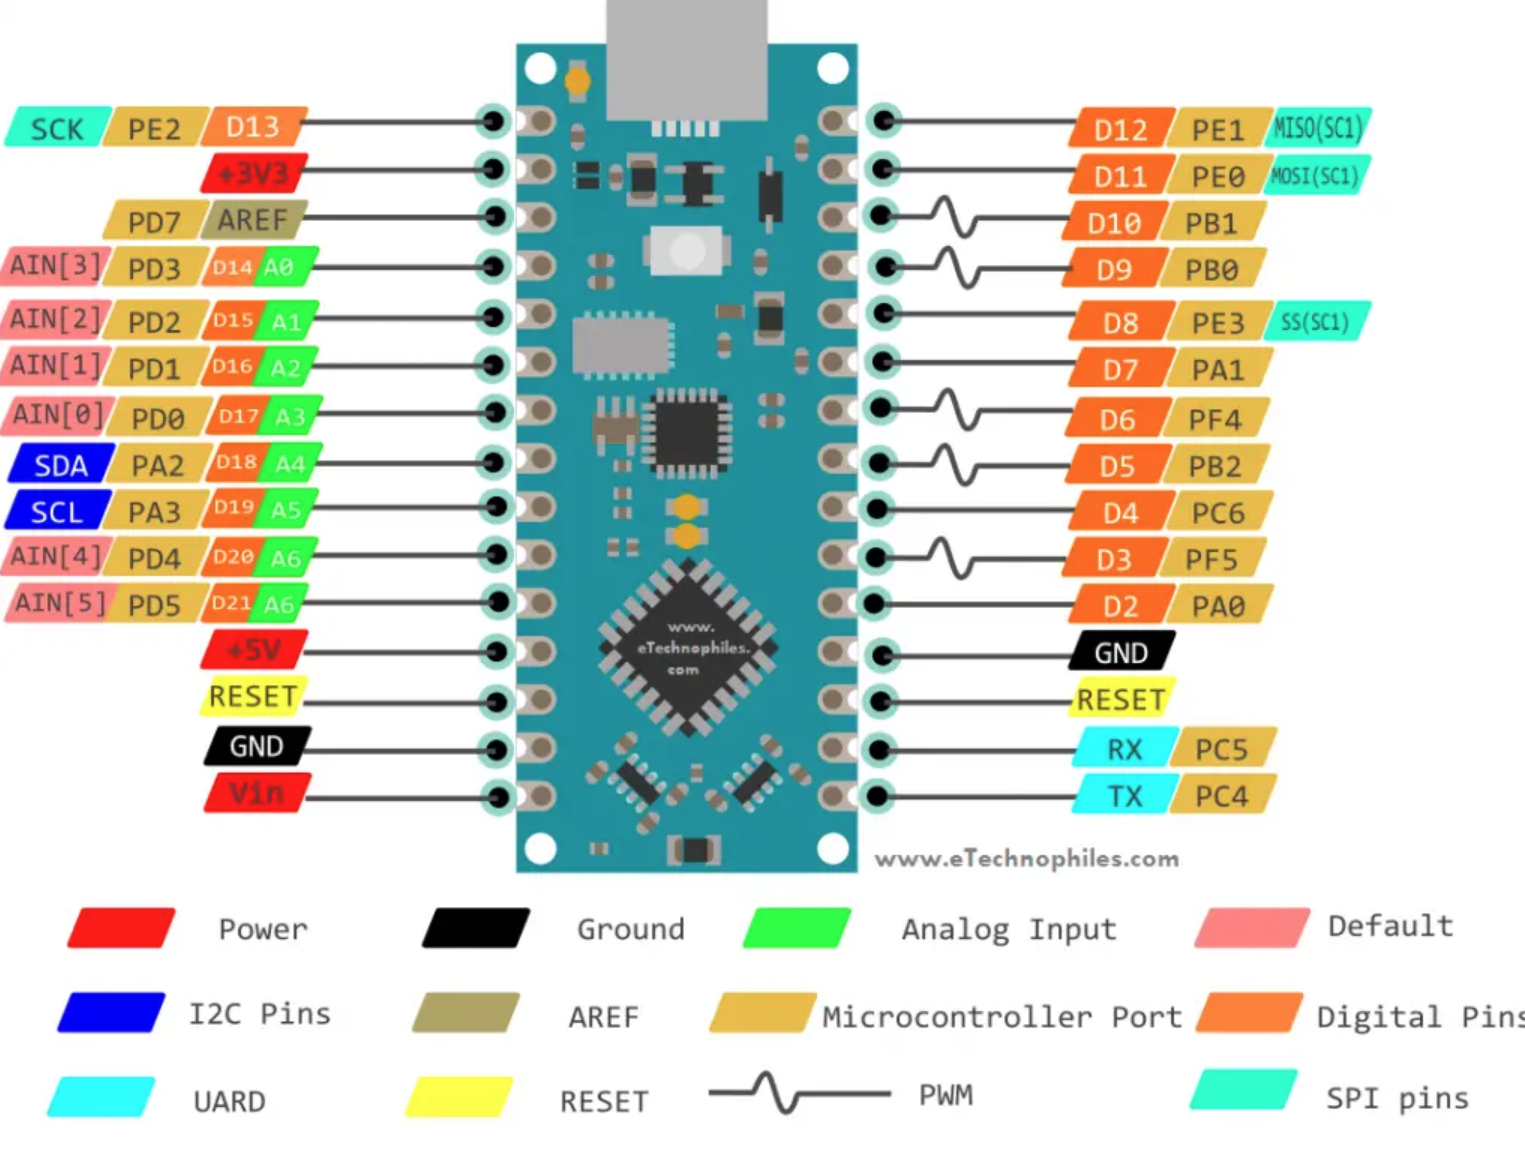 SCK PE2 D13 D12 PE1 MISO(SC1)
+3V3 D11 PE0 MOSI(SC1)
PD7 AREF D10 PB1
AIN[3] PD3 D14 A0 D9 PB0
AIN[2] PD2 D15 A1 D8 PE3 SS(SC1)
AIN[1] PD1 D16 A2 D7 PA1
AIN[0] PD0 D17 A3 D6 PF4
SDA PA2 D18 A4 D5 PB2
SCL PA3 D19 A5 D4 PC6
AIN[4] PD4 D20 A6 D3 PF5
AIN[5] PD5 D21 A6 D2 PA0
+5V GND
RESET RESET
GND RX PC5
Vin TX PC4
www.
eTechnophiles.
com
www.eTechnophiles.com
Power Ground Analog Input Default
I2C Pins AREF Microcontroller Port Digital Pins
UARD RESET PWM SPI pins